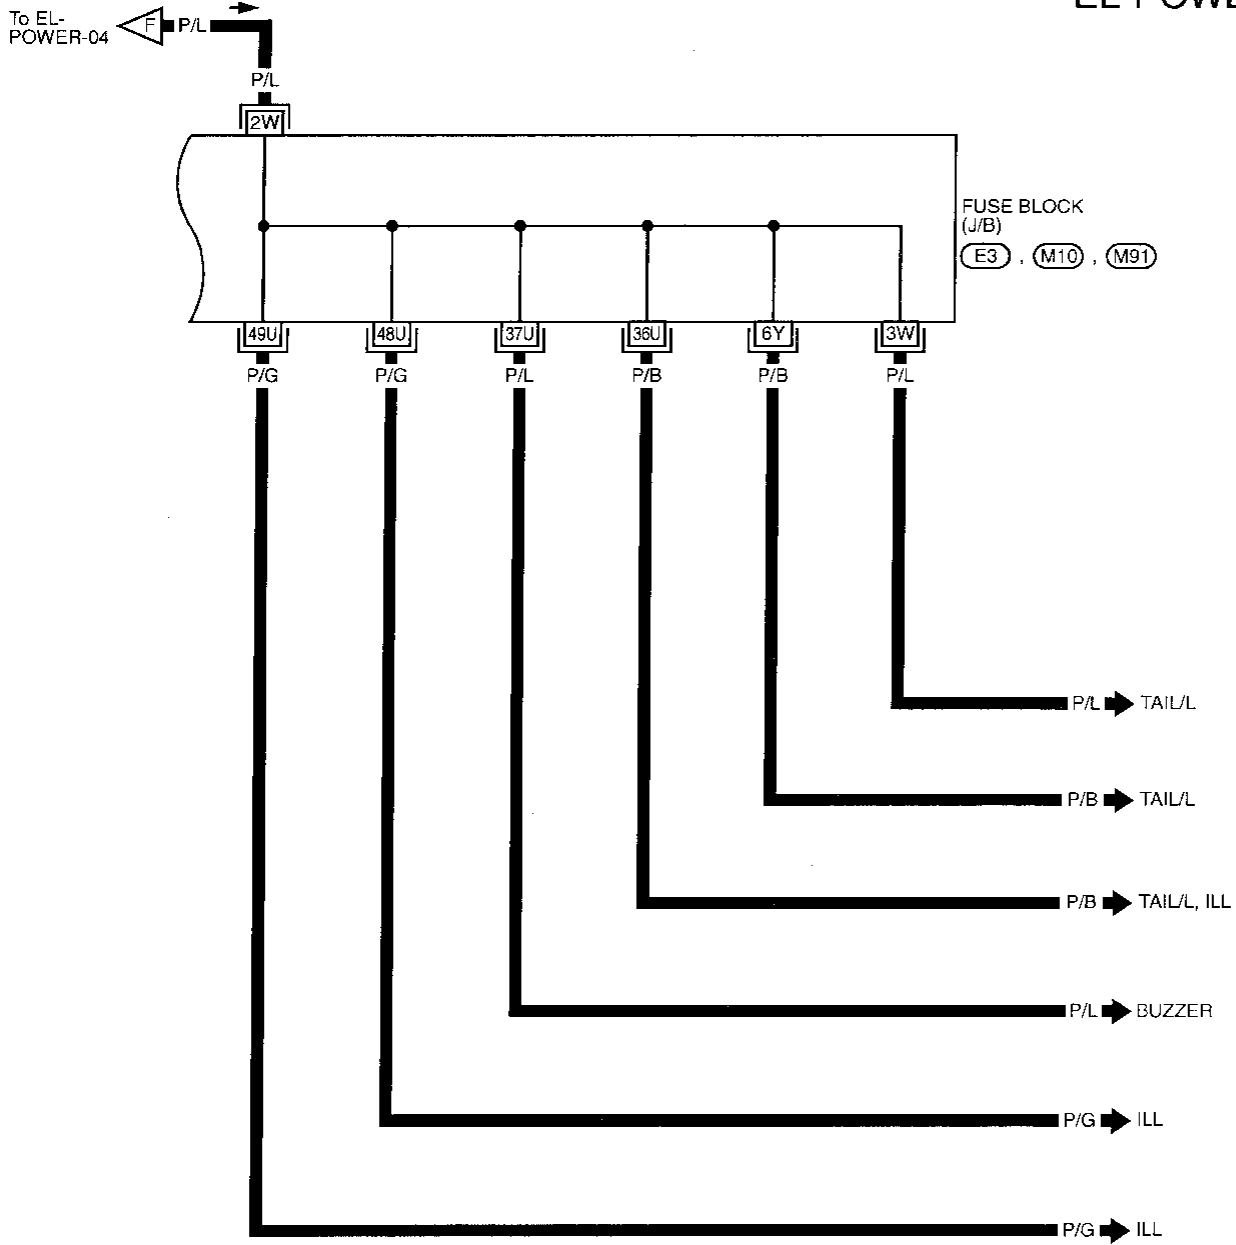 To EL-
POWER-04
F
P/L
P/L
2W
FUSE BLOCK
(J/B)
E3 , M10 , M91
49U 48U 37U 36U 6Y 3W
P/G P/G P/L P/B P/B P/L
P/L TAIL/L
P/B TAIL/L
P/B TAIL/L, ILL
P/L BUZZER
P/G ILL
P/G ILL